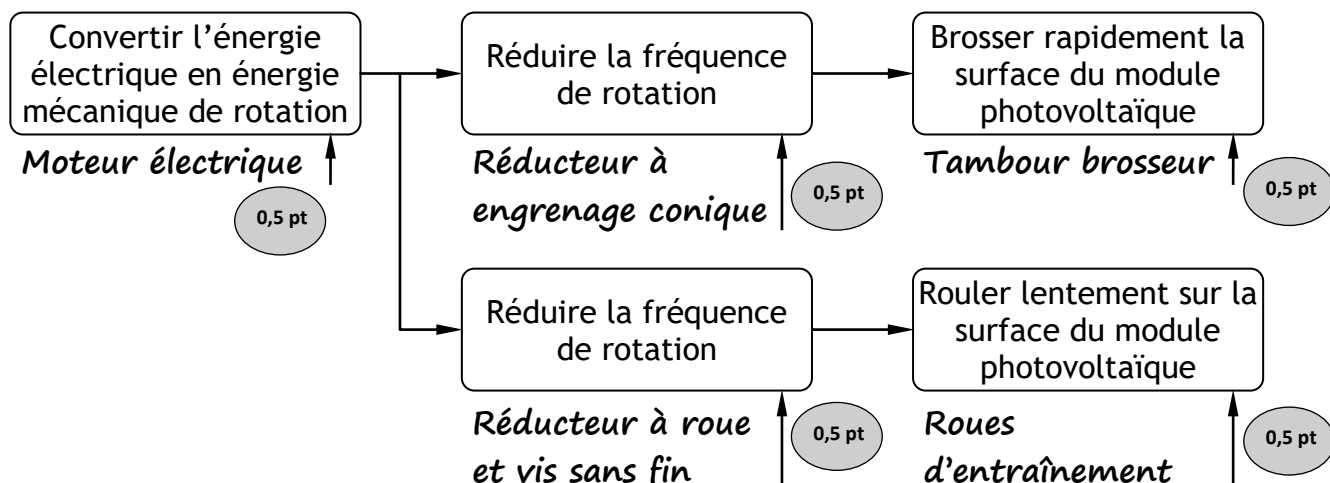 Convertir l'énergie
électrique en énergie
mécanique de rotation
Moteur électrique
0,5 pt
Réduire la fréquence
de rotation
Réducteur à
engrenage conique
0,5 pt
Brosser rapidement la
surface du module
photovoltaïque
Tambour brosseur
0,5 pt
Réduire la fréquence
de rotation
Réducteur à roue
et vis sans fin
0,5 pt
Rouler lentement sur la
surface du module
photovoltaïque
Roues
d'entraînement
0,5 pt